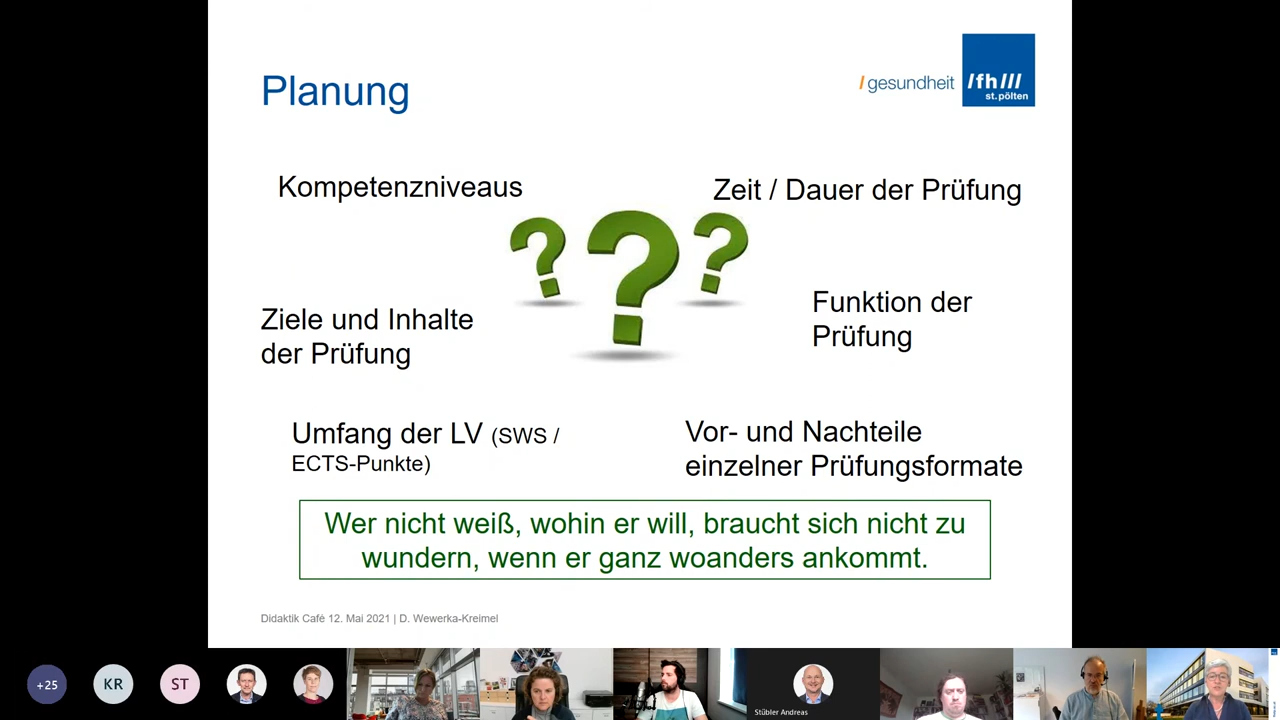 Planung
/ gesundheit
/fh///
st.pölten
Kompetenzniveaus
Zeit / Dauer der Prüfung
???
Ziele und Inhalte
der Prüfung
Funktion der
Prüfung
Umfang der LV (SWS /
ECTS-Punkte)
Vor- und Nachteile
einzelner Prüfungsformate
Wer nicht weiß, wohin er will, braucht sich nicht zu
wundern, wenn er ganz woanders ankommt.
Didaktik Café 12. Mai 2021 | D. Wewerka-Kreimel
+25
KR
ST
Stübler Andreas